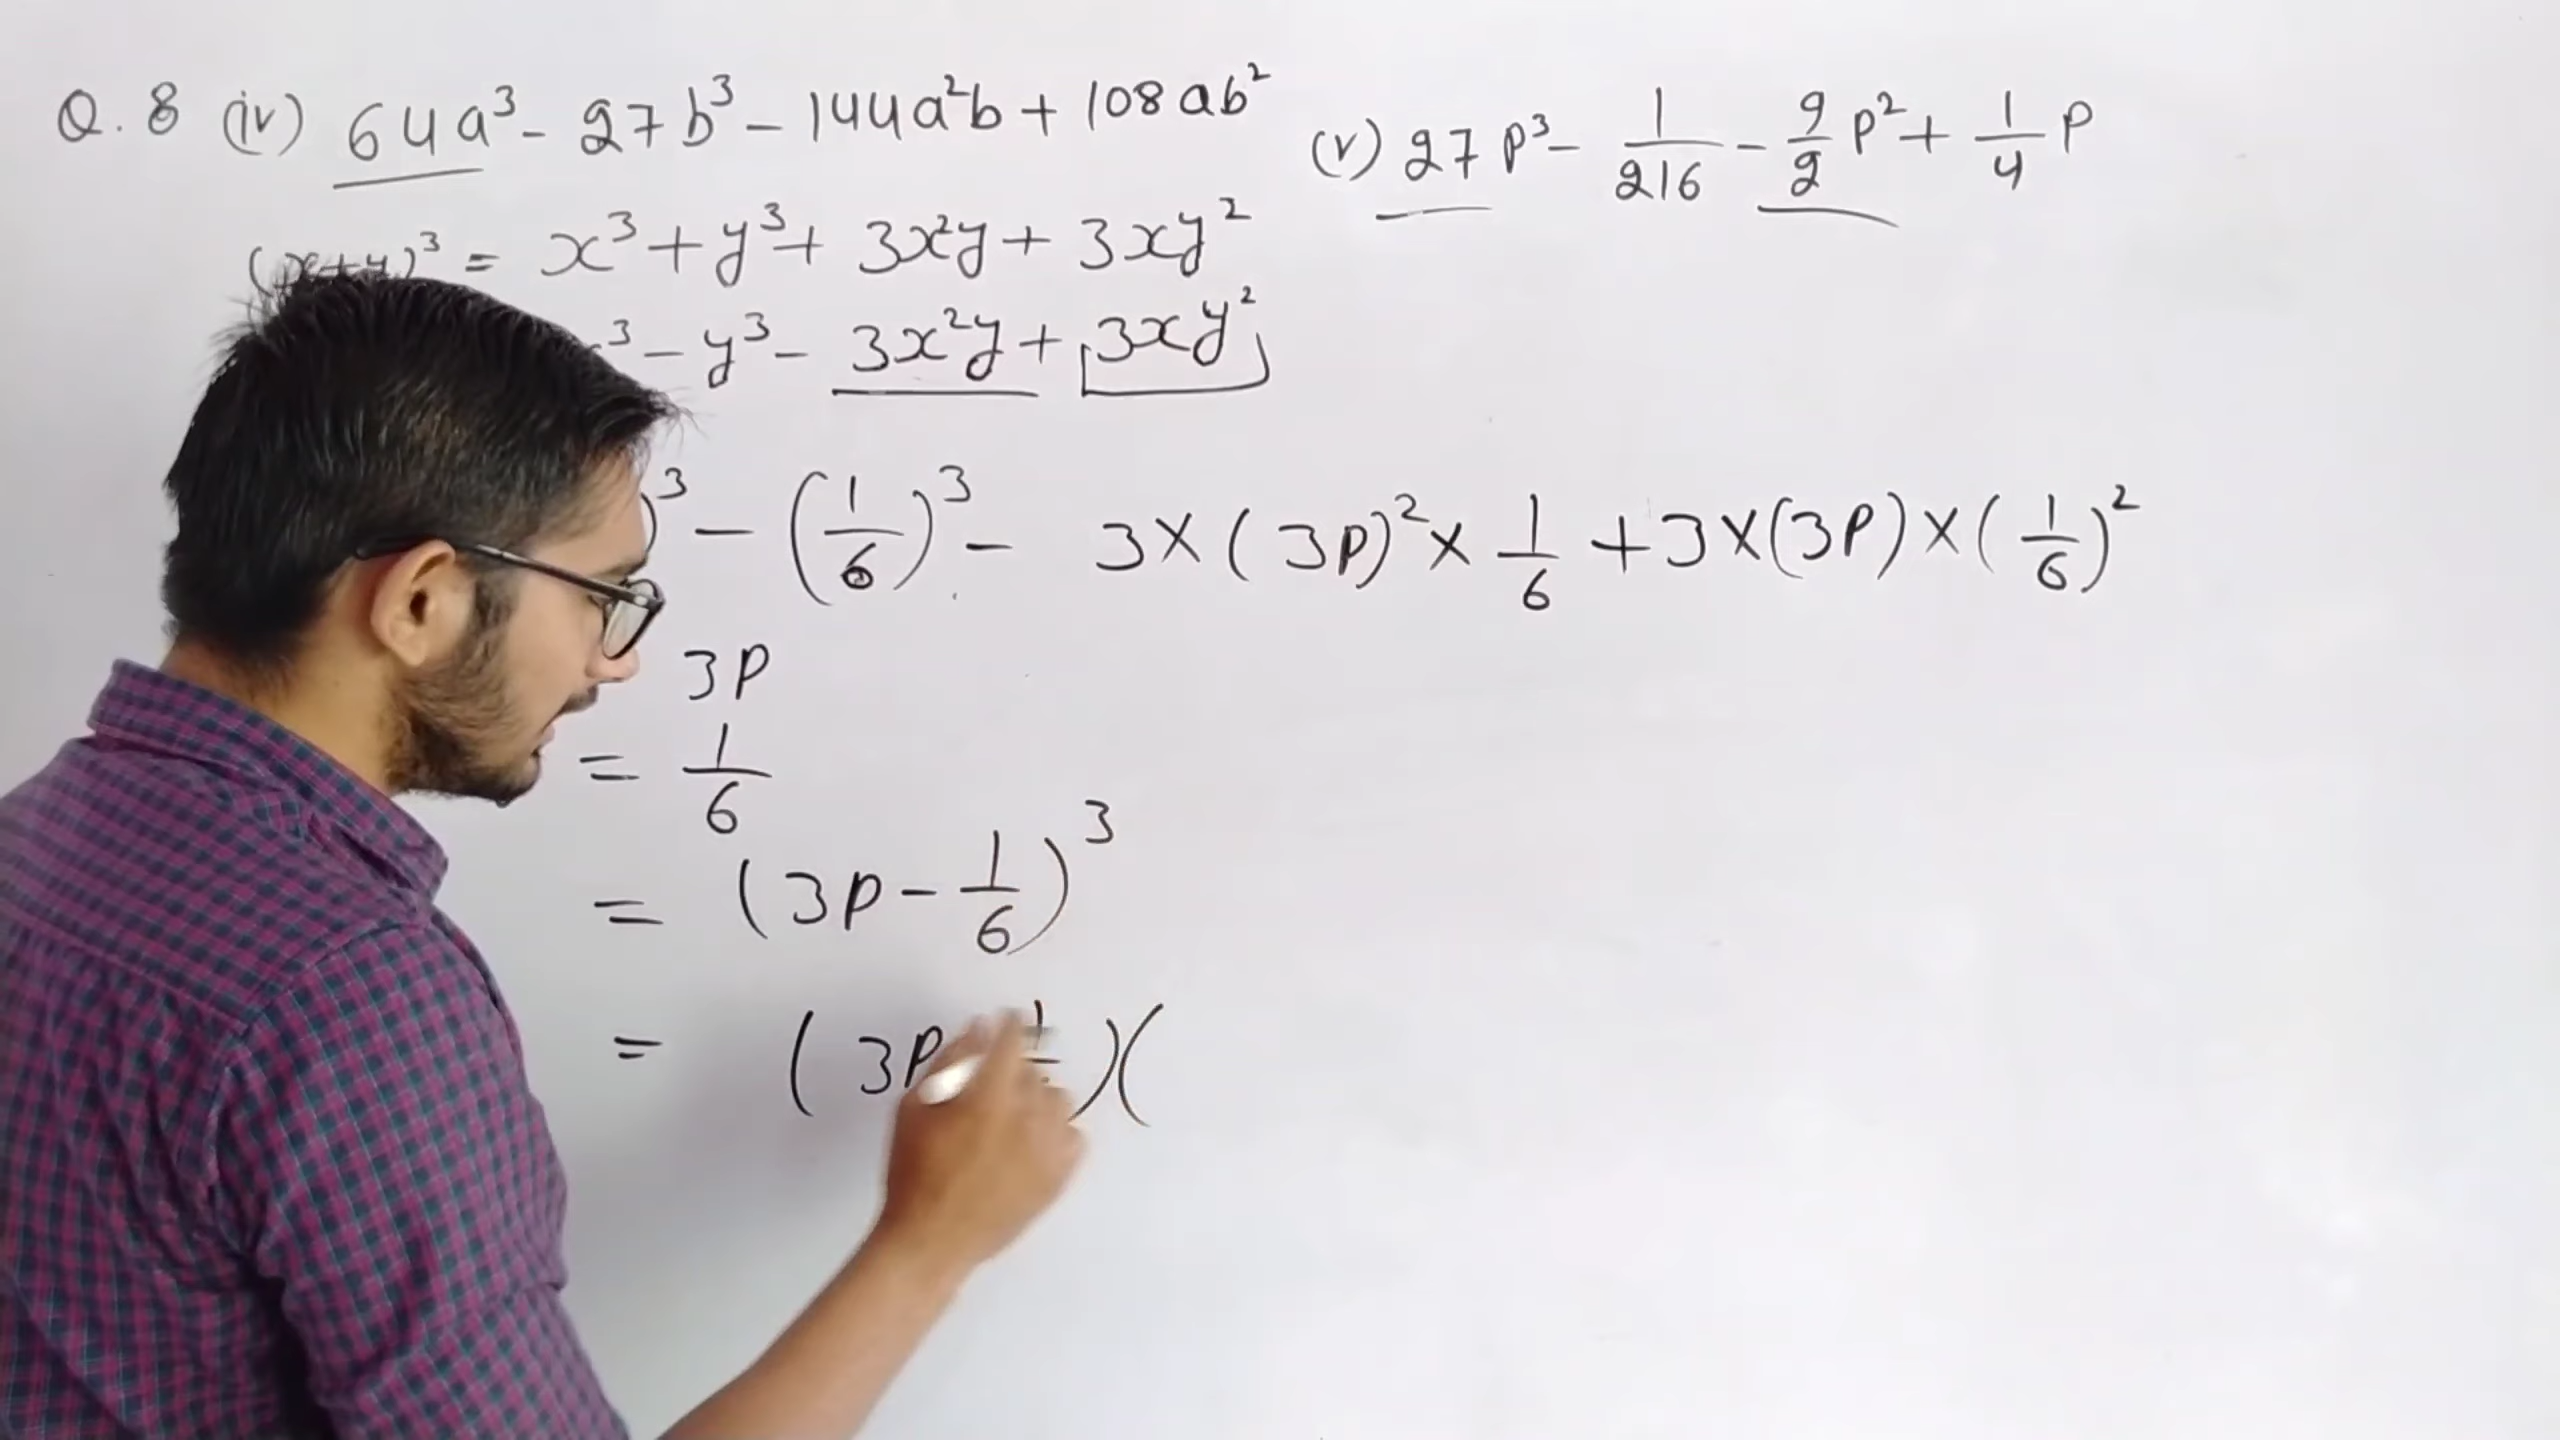 Q. 8 (iv) 64a³ - 27b³ - 144a²b + 108ab²
(v) 27p³ - 1/216 - 9/2 p² + 1/4 p
(x+y)³ = x³ + y³ + 3x²y + 3xy²
³ - y³ - 3x²y + 3xy²
)³ - (1/6)³ - 3×(3p)² × 1/6 + 3×(3p)×(1/6)²
3p
= 1/6
= (3p - 1/6)³
= (3p )(